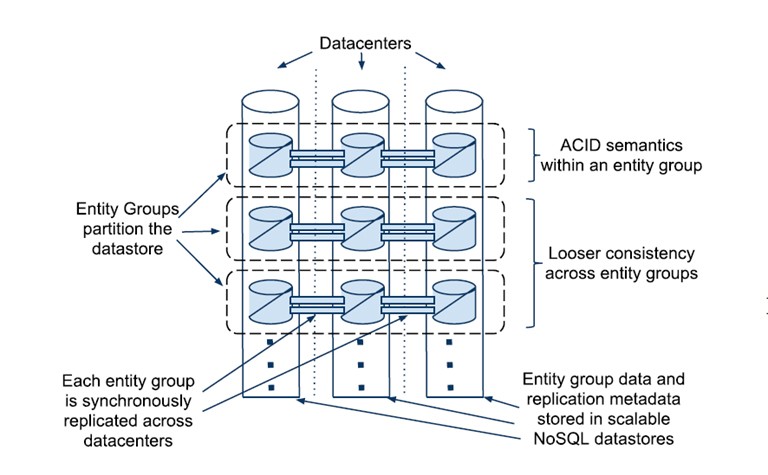 Datacenters
ACID semantics
within an entity group
Entity Groups
partition the
datastore
Looser consistency
across entity groups
Each entity group
is synchronously
replicated across
datacenters
Entity group data and
replication metadata
stored in scalable
NoSQL datastores